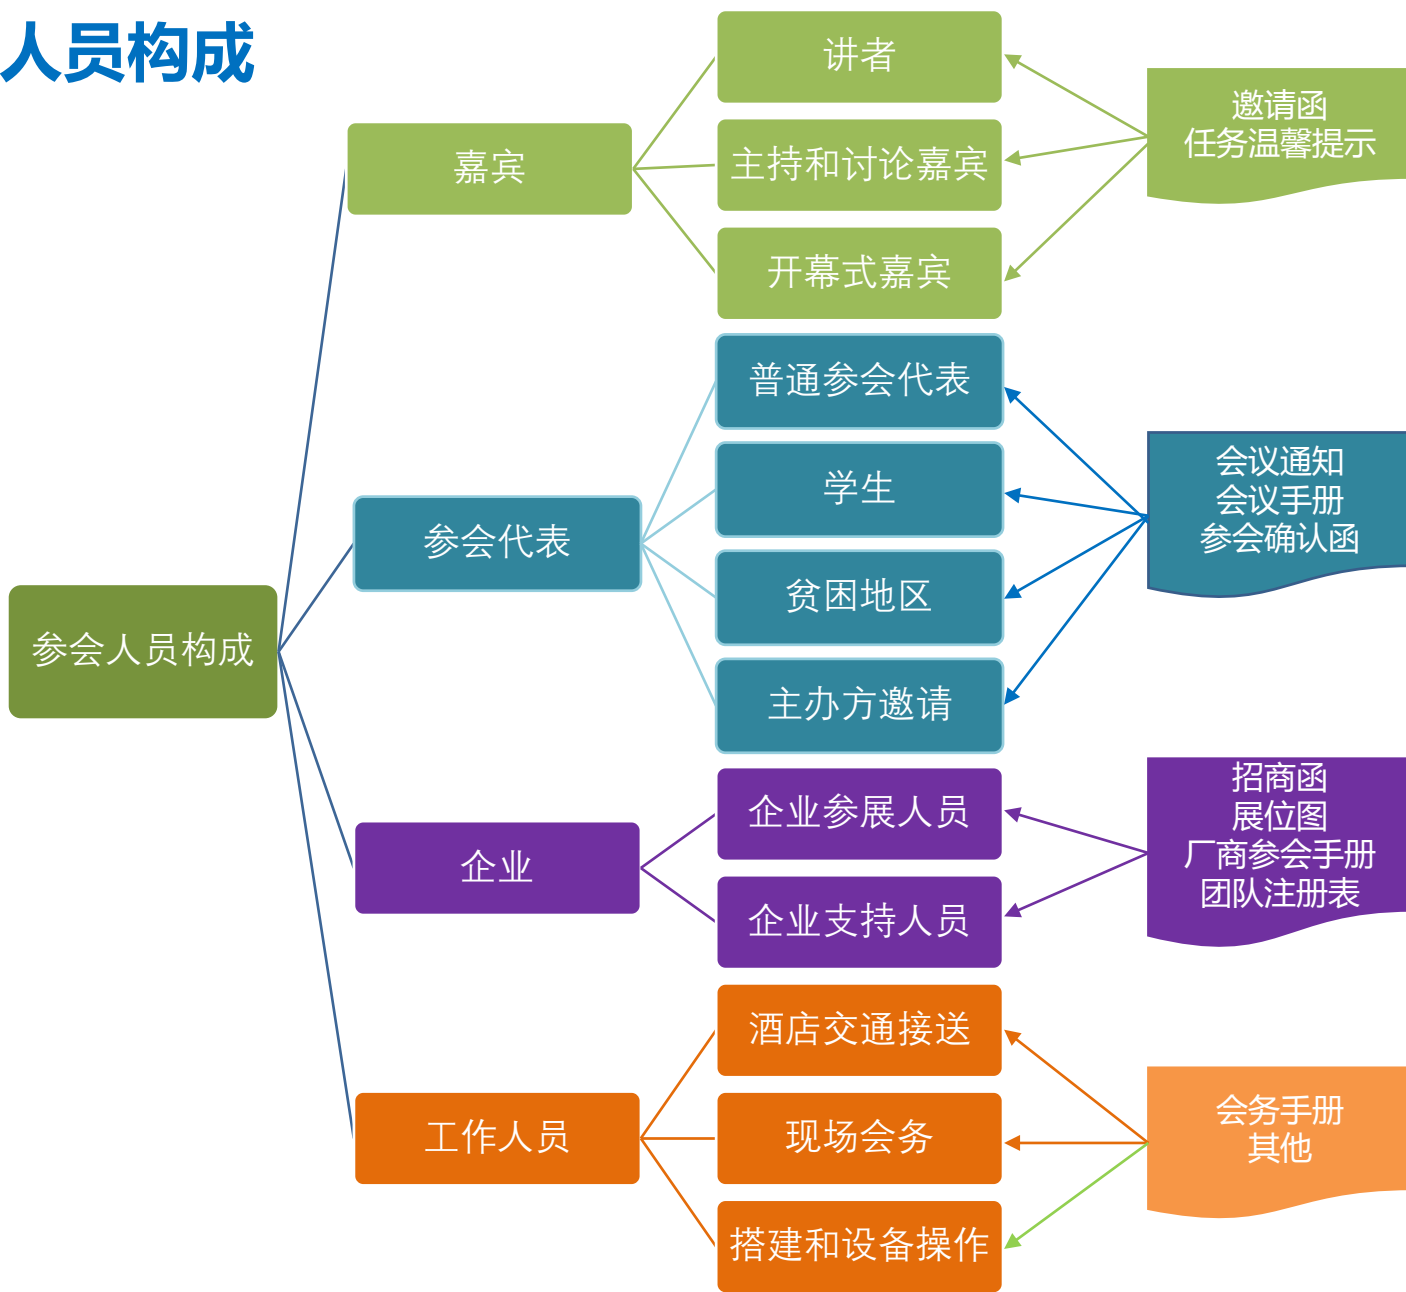 人员构成
参会人员构成
嘉宾
讲者
主持和讨论嘉宾
开幕式嘉宾
邀请函
任务温馨提示
参会代表
普通参会代表
学生
贫困地区
主办方邀请
会议通知
会议手册
参会确认函
企业
企业参展人员
企业支持人员
招商函
展位图
厂商参会手册
团队注册表
工作人员
酒店交通接送
现场会务
搭建和设备操作
会务手册
其他